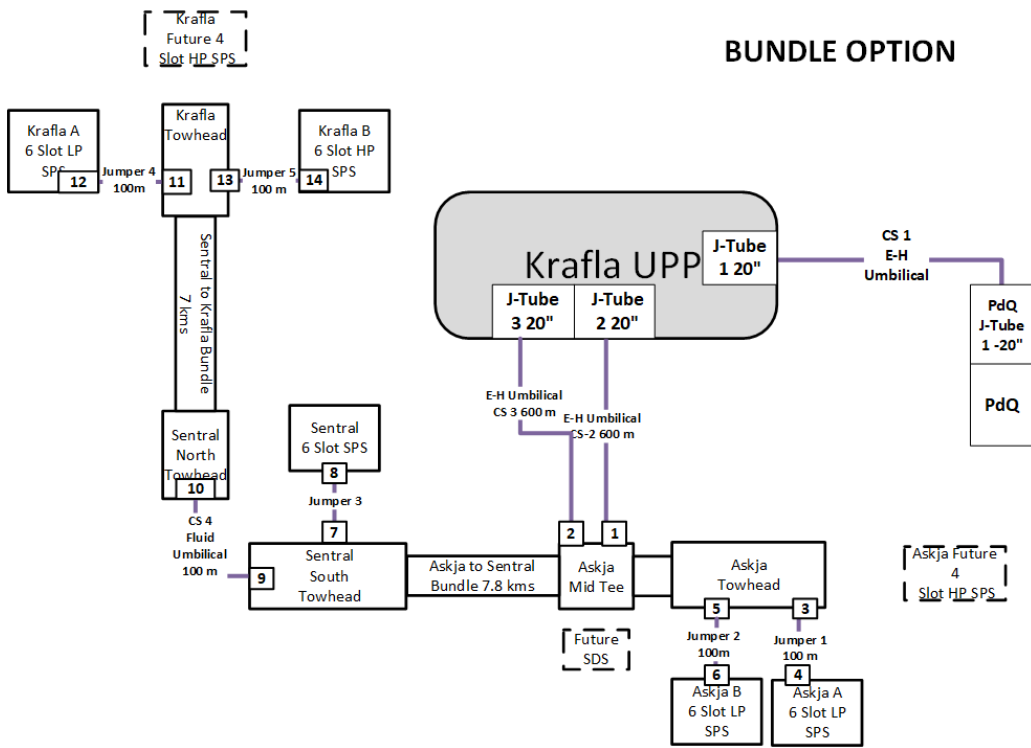 BUNDLE OPTION
Krafla
Future 4
Slot HP SPS
Krafla A
6 Slot LP
SPS
12
Jumper 4
100m
Krafla
Towhead
11
13
Jumper 5
100 m
Krafla B
6 Slot HP
SPS
14
Sentral to Krafla Bundle
7 kms
Krafla UPP
J-Tube
1 20"
J-Tube
3 20"
J-Tube
2 20"
CS 1
E-H
Umbilical
PdQ
J-Tube
1 -20"
PdQ
E-H Umbilical
CS 3 600 m
E-H Umbilical
CS-2 600 m
Sentral
North
Towhead
10
Sentral
6 Slot SPS
8
Jumper 3
7
CS 4
Fluid
Umbilical
100 m
9
Sentral
South
Towhead
Askja to Sentral
Bundle 7.8 kms
2
1
Askja
Mid Tee
Askja
Towhead
5
3
Askja Future
4
Slot HP SPS
Future
SDS
Jumper 2
100m
Jumper 1
100 m
6
Askja B
6 Slot LP
SPS
4
Askja A
6 Slot LP
SPS